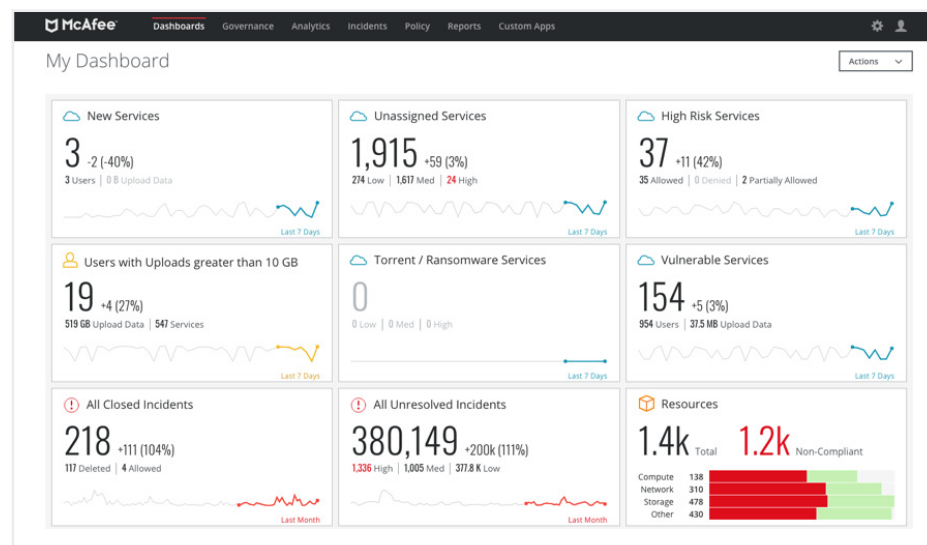 McAfee Dashboards Governance Analytics Incidents Policy Reports Custom Apps
My Dashboard
Actions
New Services
3 -2 (-40%)
3 Users | 0 B Upload Data
Last 7 Days
Unassigned Services
1,915 +59 (3%)
274 Low | 1,617 Med | 24 High
Last 7 Days
High Risk Services
37 +11 (42%)
35 Allowed | 0 Denied | 2 Partially Allowed
Last 7 Days
Users with Uploads greater than 10 GB
19 +4 (27%)
519 GB Upload Data | 547 Services
Last 7 Days
Torrent / Ransomware Services
0
0 Low | 0 Med | 0 High
Last 7 Days
Vulnerable Services
154 +5 (3%)
954 Users | 37.5 MB Upload Data
Last 7 Days
All Closed Incidents
218 +111 (104%)
117 Deleted | 4 Allowed
Last Month
All Unresolved Incidents
380,149 +200k (111%)
1,336 High | 1,005 Med | 377.8 K Low
Last Month
Resources
1.4k Total 1.2k Non-Compliant
Compute 138
Network 310
Storage 478
Other 430